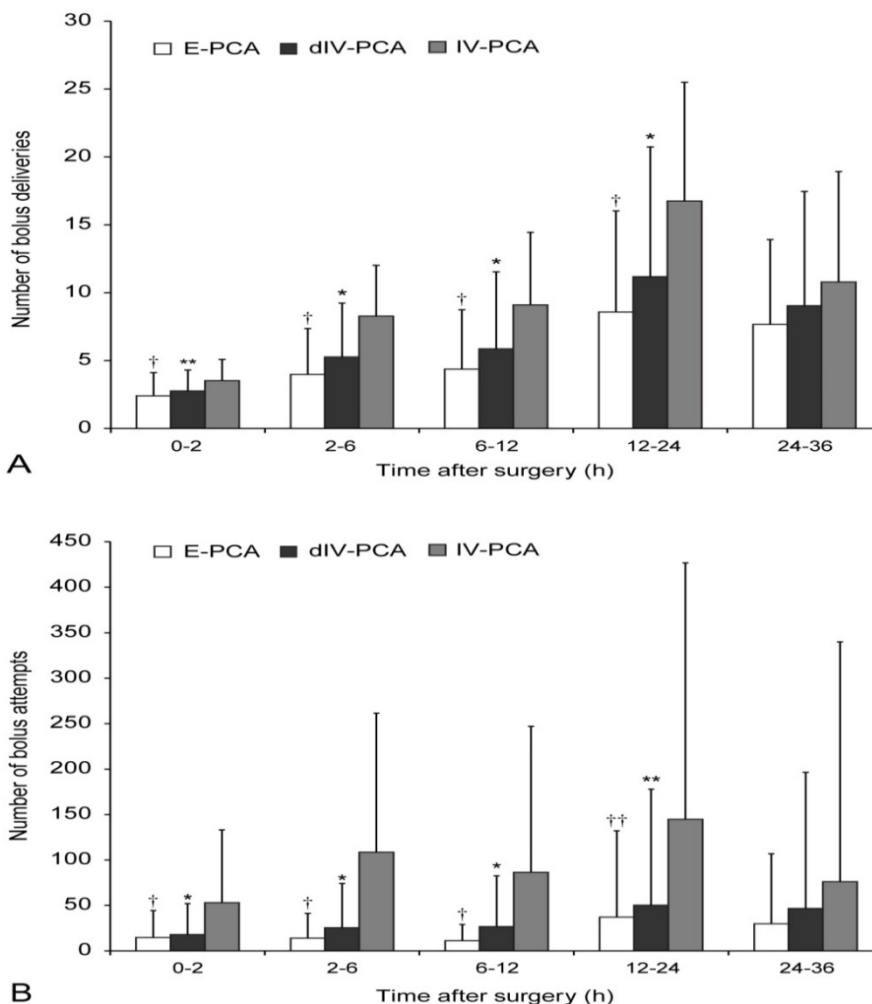 30
E-PCA dIV-PCA IV-PCA
25
20
15
10
5
0
Number of bolus deliveries
† ** † * † * † *
0-2 2-6 6-12 12-24 24-36
Time after surgery (h)
A
450
E-PCA dIV-PCA IV-PCA
400
350
300
250
200
150
100
50
0
Number of bolus attempts
† * † * † * †† **
0-2 2-6 6-12 12-24 24-36
Time after surgery (h)
B